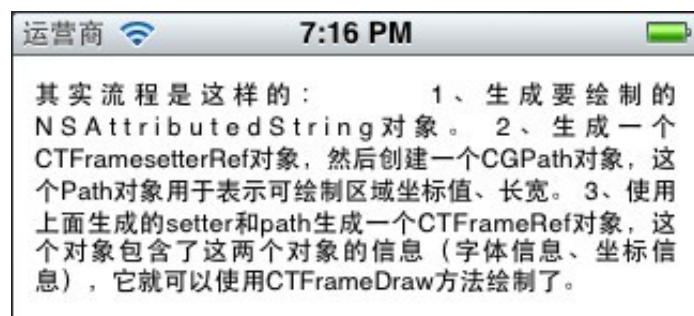 运营商 7:16 PM
其实流程是这样的： 1、生成要绘制的
NSAttributedString对象。 2、生成一个
CTFramesetterRef对象，然后创建一个CGPath对象，这
个Path对象用于表示可绘制区域坐标值、长宽。 3、使用
上面生成的setter和path生成一个CTFrameRef对象，这
个对象包含了这两个对象的信息（字体信息、坐标信
息），它就可以使用CTFrameDraw方法绘制了。